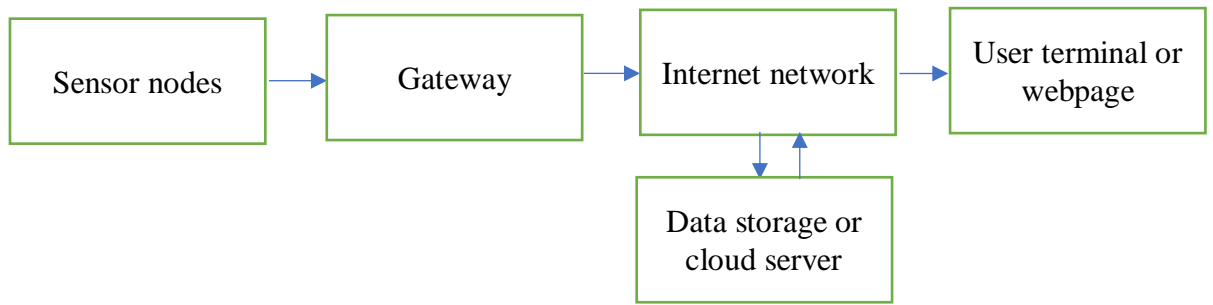 Sensor nodes
Gateway
Internet network
User terminal or
webpage
Data storage or
cloud server